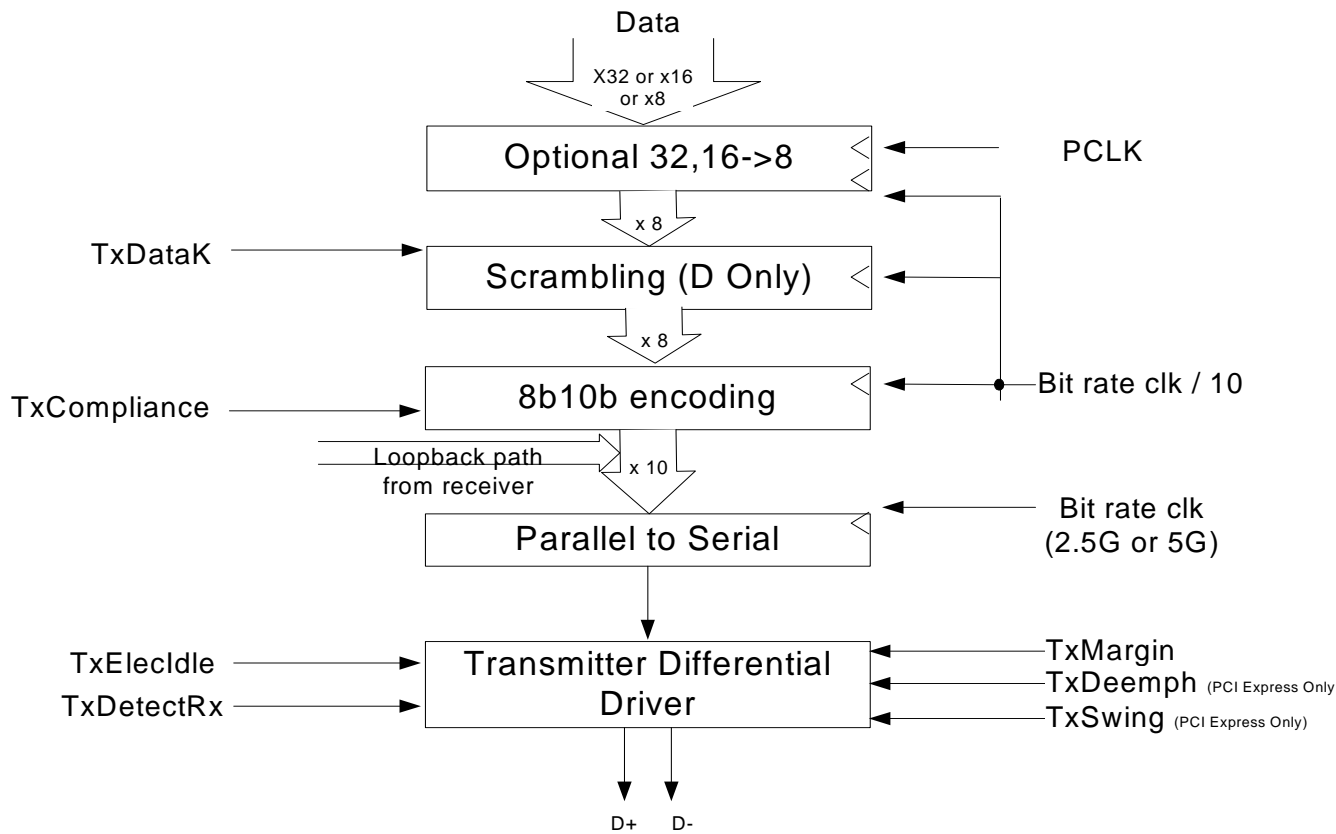 Data
X32 or x16
or x8
Optional 32,16->8
PCLK
x 8
TxDataK
Scrambling (D Only)
x 8
8b10b encoding
Bit rate clk / 10
TxCompliance
Loopback path
from receiver
x 10
Parallel to Serial
Bit rate clk
(2.5G or 5G)
TxElecIdle
TxDetectRx
Transmitter Differential
Driver
TxMargin
TxDeemph (PCI Express Only
TxSwing (PCI Express Only)
D+ D-